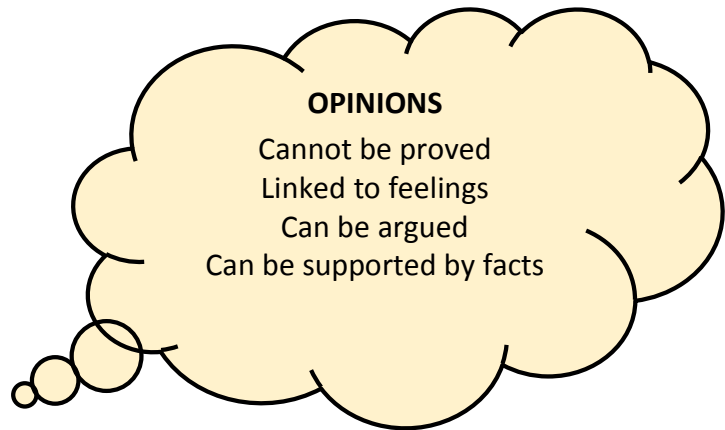 OPINIONS
Cannot be proved
Linked to feelings
Can be argued
Can be supported by facts